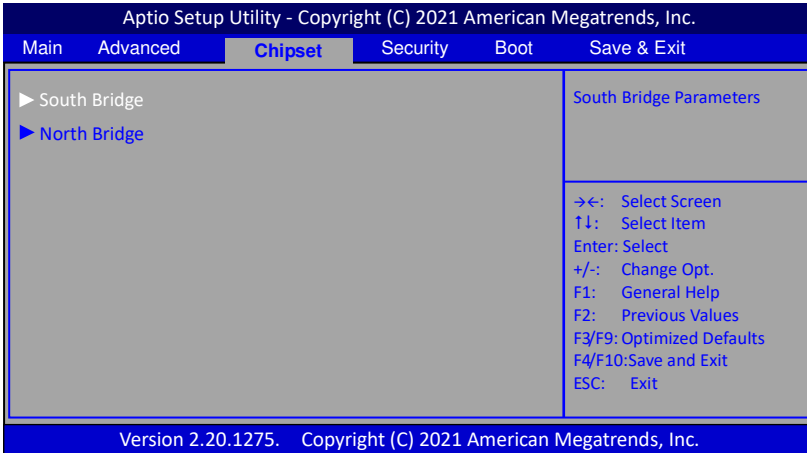 Aptio Setup Utility - Copyright (C) 2021 American Megatrends, Inc.
Main Advanced Chipset Security Boot Save & Exit
▶ South Bridge
▶ North Bridge
South Bridge Parameters
→←: Select Screen
↑↓: Select Item
Enter: Select
+/-: Change Opt.
F1: General Help
F2: Previous Values
F3/F9: Optimized Defaults
F4/F10:Save and Exit
ESC: Exit
Version 2.20.1275. Copyright (C) 2021 American Megatrends, Inc.